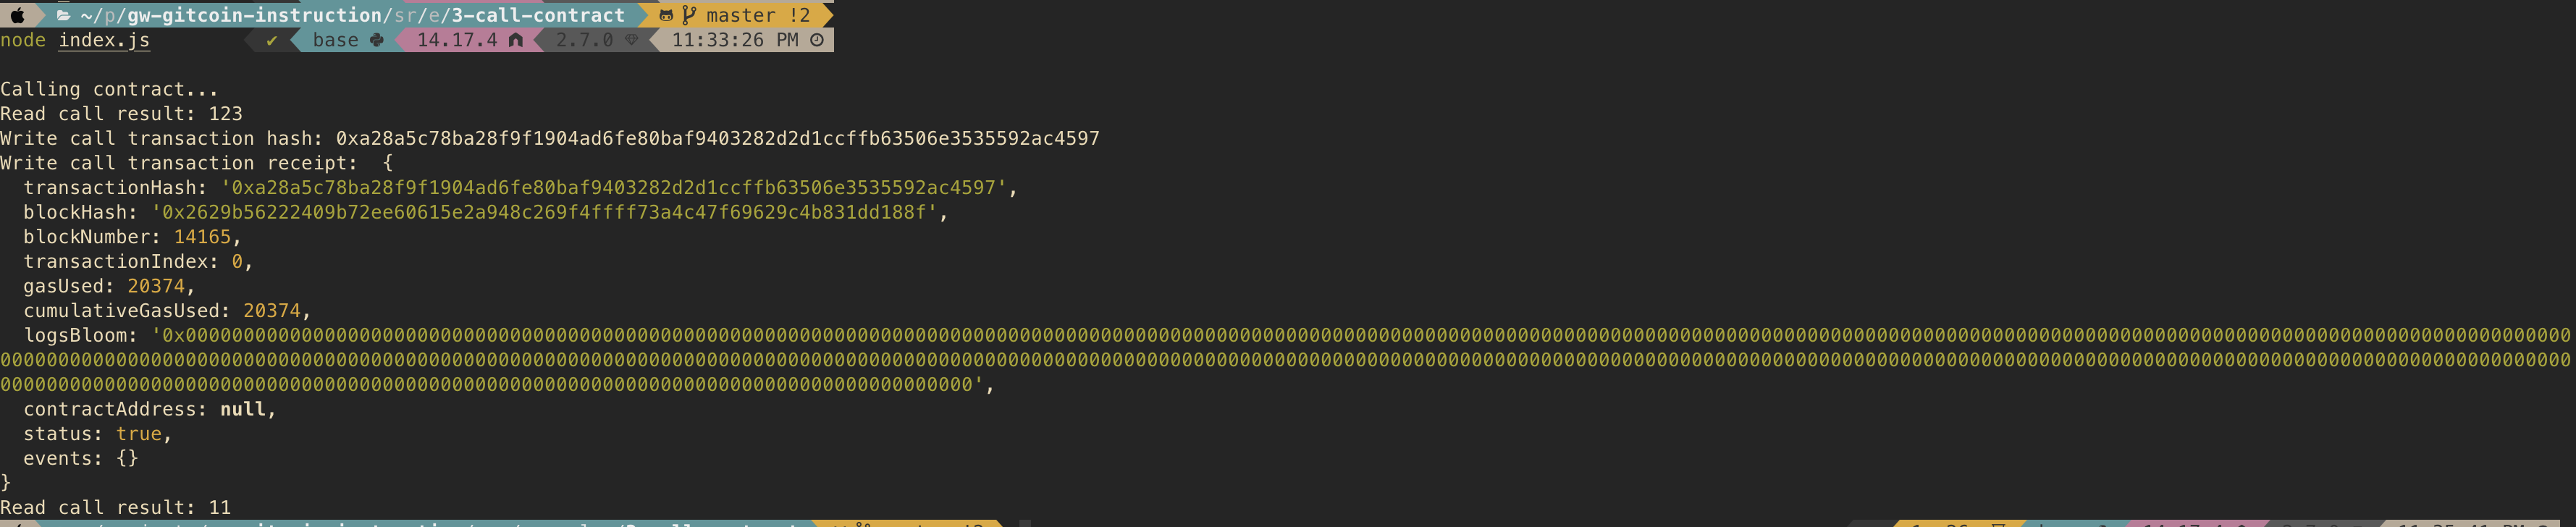 ~/p/gw-gitcoin-instruction/sr/e/3-call-contract master !2
node index.js ✔ base 14.17.4 2.7.0 11:33:26 PM
Calling contract...
Read call result: 123
Write call transaction hash: 0xa28a5c78ba28f9f1904ad6fe80baf9403282d2d1ccffb63506e3535592ac4597
Write call transaction receipt:  {
transactionHash: '0xa28a5c78ba28f9f1904ad6fe80baf9403282d2d1ccffb63506e3535592ac4597',
blockHash: '0x2629b56222409b72ee60615e2a948c269f4ffff73a4c47f69629c4b831dd188f',
blockNumber: 14165,
transactionIndex: 0,
gasUsed: 20374,
cumulativeGasUsed: 20374,
logsBloom: '0x00000000000000000000000000000000000000000000000000000000000000000000000000000000000000000000000000000000000000000000000000000000000000000000000000000000000000000000000000000000000000000000000000000000000000000000
000000000000000000000000000000000000000000000000000000000000000000000000000000000000000000000000000000000000000000000000000000000000000000000000000000000000000000000000000000000000000000000000000000000000000000000000000000000000
000000000000000000000000000000000000000000000000000000000000000000000000000000000000',
contractAddress: null,
status: true,
events: {}
}
Read call result: 11